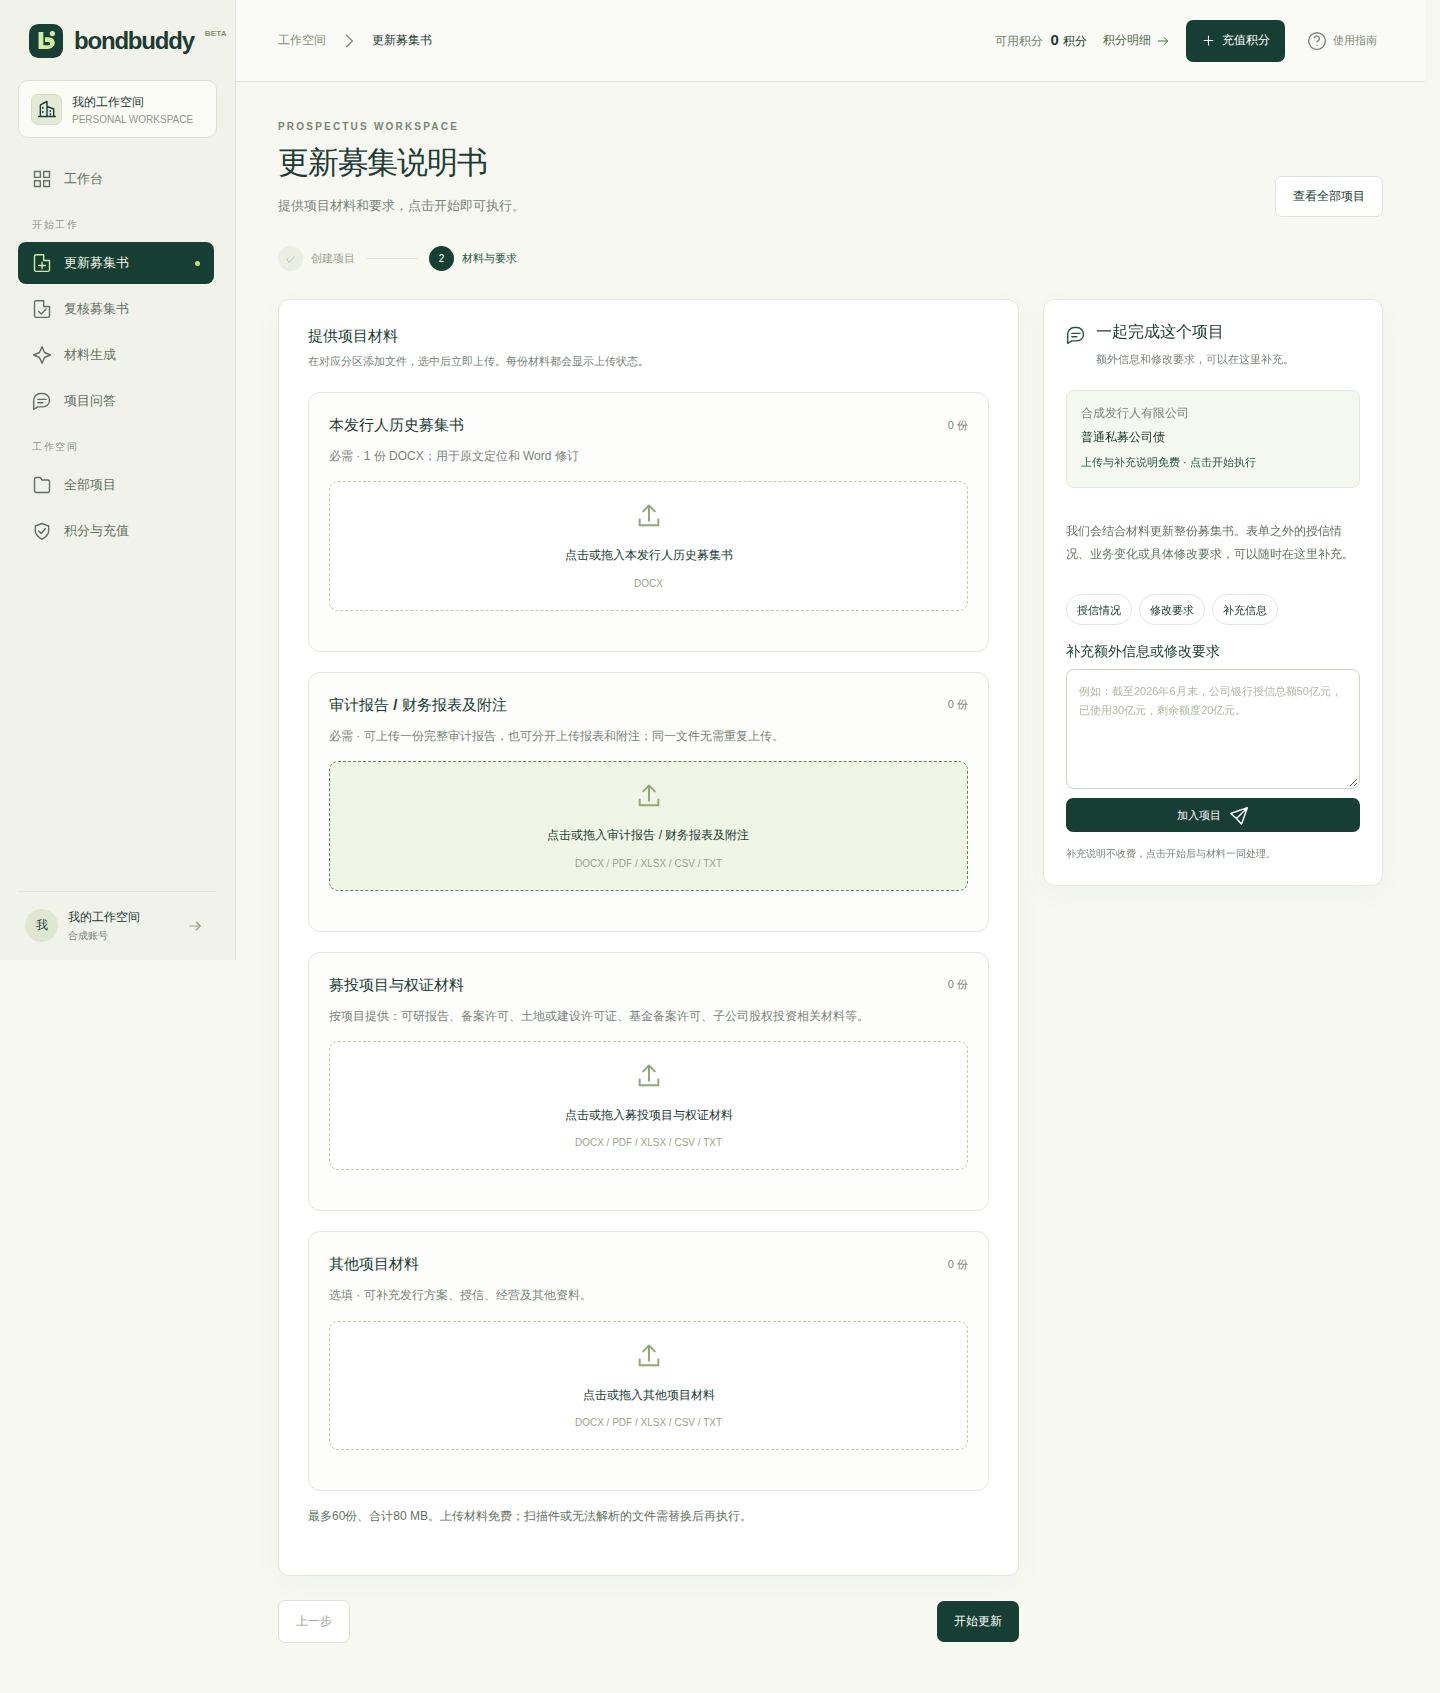 bondbuddy BETA
我的工作空间
PERSONAL WORKSPACE
工作台
开始工作
更新募集书
复核募集书
材料生成
项目问答
工作空间
全部项目
积分与充值
我
我的工作空间
合成账号
工作空间
更新募集书
可用积分 0 积分
积分明细
充值积分
使用指南
PROSPECTUS WORKSPACE
更新募集说明书
提供项目材料和要求，点击开始即可执行。
查看全部项目
创建项目
2 材料与要求
提供项目材料
在对应分区添加文件，选中后立即上传。每份材料都会显示上传状态。
本发行人历史募集书
0 份
必需 · 1 份 DOCX；用于原文定位和 Word 修订
点击或拖入本发行人历史募集书
DOCX
审计报告 / 财务报表及附注
0 份
必需 · 可上传一份完整审计报告，也可分开上传报表和附注；同一文件无需重复上传。
点击或拖入审计报告 / 财务报表及附注
DOCX / PDF / XLSX / CSV / TXT
募投项目与权证材料
0 份
按项目提供：可研报告、备案许可、土地或建设许可证、基金备案许可、子公司股权投资相关材料等。
点击或拖入募投项目与权证材料
DOCX / PDF / XLSX / CSV / TXT
其他项目材料
0 份
选填 · 可补充发行方案、授信、经营及其他资料。
点击或拖入其他项目材料
DOCX / PDF / XLSX / CSV / TXT
最多60份、合计80 MB。上传材料免费；扫描件或无法解析的文件需替换后再执行。
上一步
开始更新
一起完成这个项目
额外信息和修改要求，可以在这里补充。
合成发行人有限公司
普通私募公司债
上传与补充说明免费 · 点击开始执行
我们会结合材料更新整份募集书。表单之外的授信情
况、业务变化或具体修改要求，可以随时在这里补充。
授信情况
修改要求
补充信息
补充额外信息或修改要求
例如：截至2026年6月末，公司银行授信总额50亿元，
已使用30亿元，剩余额度20亿元。
加入项目
补充说明不收费，点击开始后与材料一同处理。